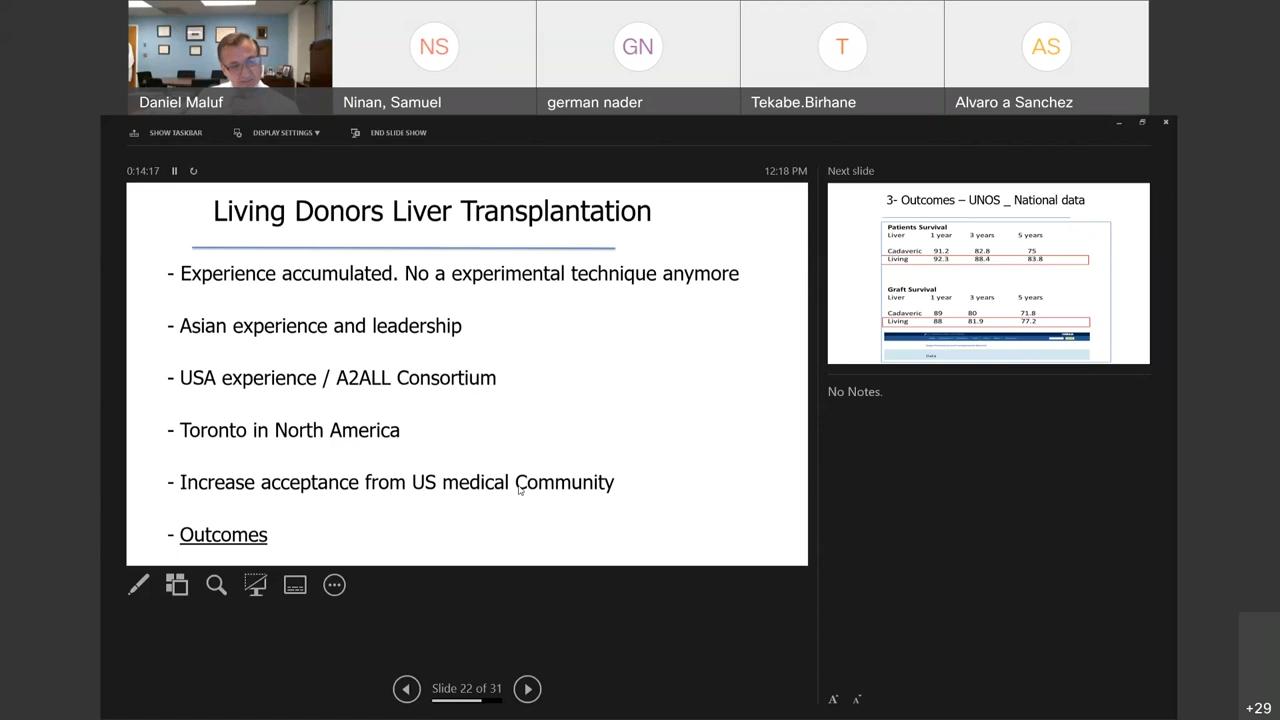 NS
GN
T
AS
Daniel Maluf
Ninan, Samuel
german nader
Tekabe.Birhane
Alvaro a Sanchez
SHOW TASKBAR
DISPLAY SETTINGS ▼
END SLIDE SHOW
0:14:17
12:18 PM
Living Donors Liver Transplantation
- Experience accumulated. No a experimental technique anymore
- Asian experience and leadership
- USA experience / A2ALL Consortium
- Toronto in North America
- Increase acceptance from US medical Community
- Outcomes
Slide 22 of 31
Next slide
3- Outcomes – UNOS _ National data
Patients Survival
Liver 1 year 3 years 5 years
Cadaveric 91.2 82.8 75
Living 92.3 88.4 83.8
Graft Survival
Liver 1 year 3 years 5 years
Cadaveric 89 80 71.8
Living 88 81.9 77.2
Data
No Notes.
A A
+29